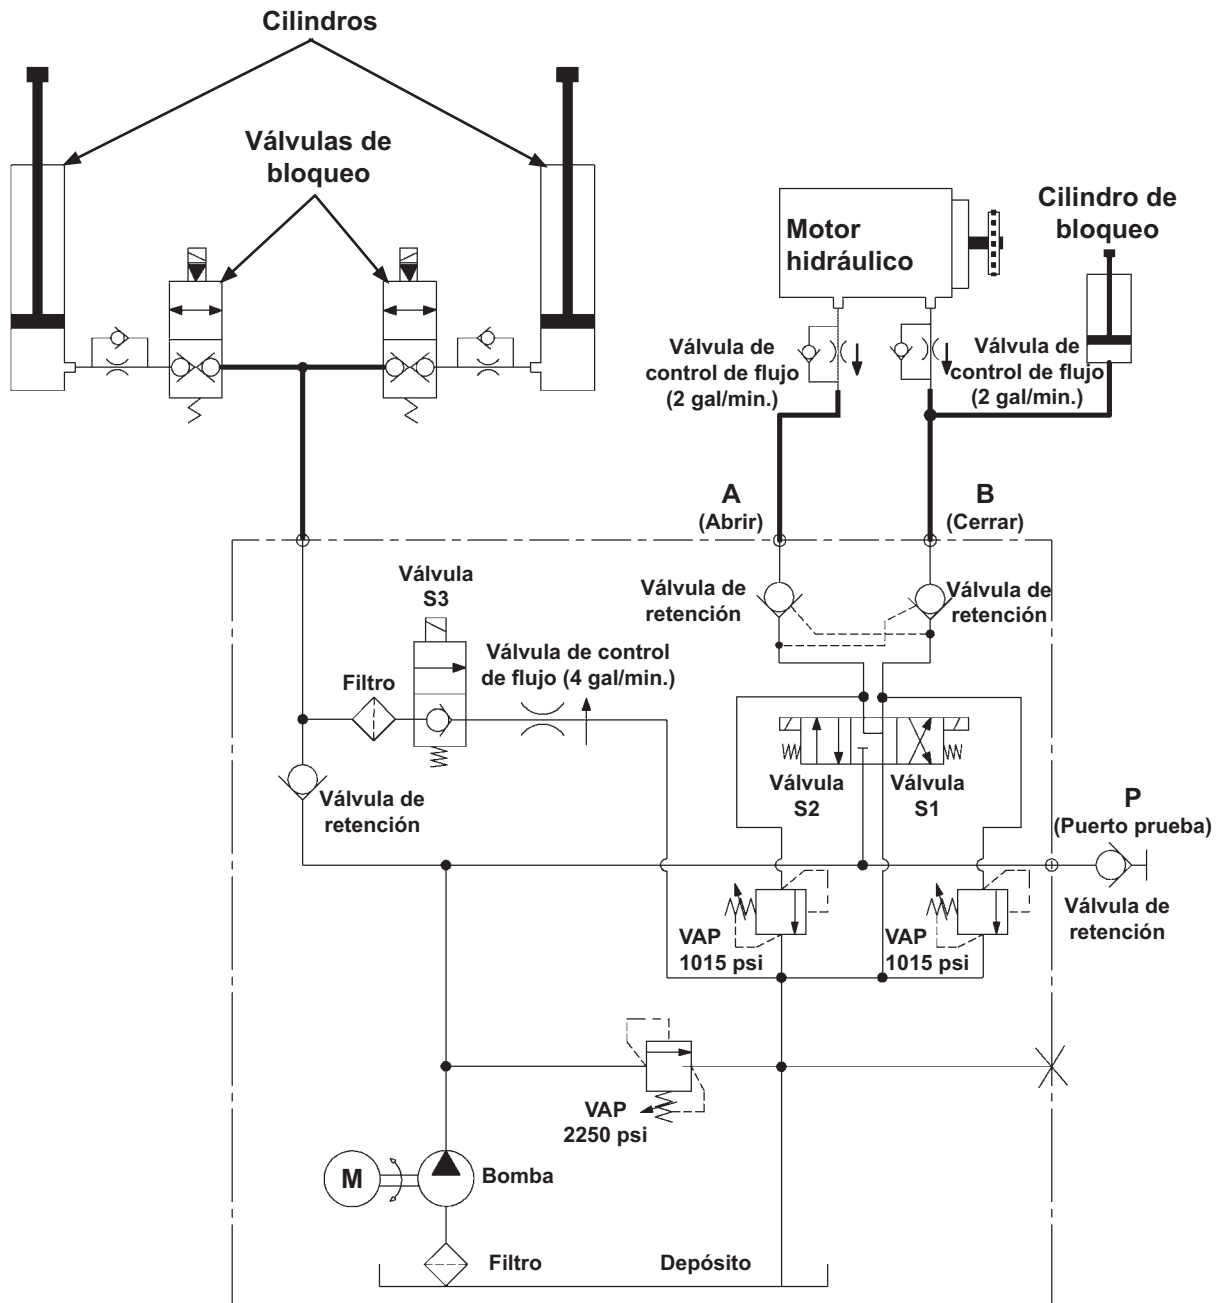 Cilindros
Válvulas de
bloqueo
Motor
hidráulico
Cilindro de
bloqueo
Válvula de
control de flujo
(2 gal/min.)
Válvula de
control de flujo
(2 gal/min.)
A
(Abrir)
B
(Cerrar)
Válvula
S3
Válvula de
retención
Válvula de
retención
Válvula de control
de flujo (4 gal/min.)
Filtro
Válvula
S2
Válvula
S1
Válvula de
retención
P
(Puerto prueba)
Válvula de
retención
VAP
1015 psi
VAP
1015 psi
VAP
2250 psi
M
Bomba
Filtro
Depósito